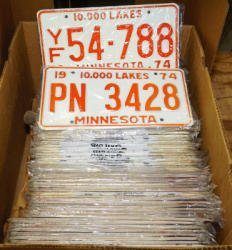 10,000 LAKES
YF 54-788
MINNESOTA 74
19 10,000 LAKES 74
PN 3428
MINNESOTA